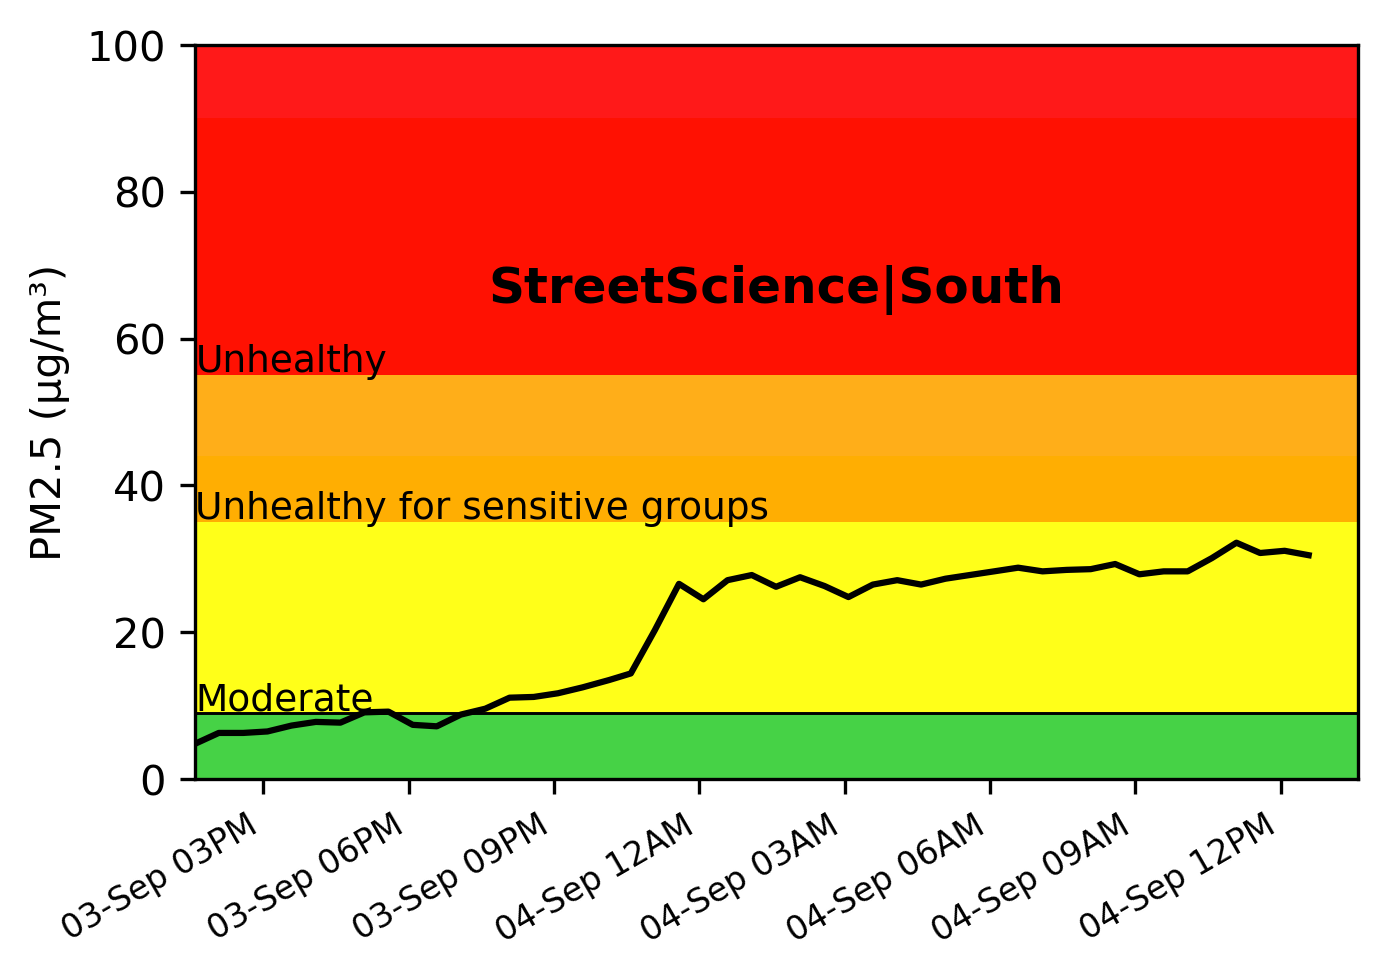 100
80
60
40
20
0
PM2.5 (µg/m³)
StreetScience|South
Unhealthy
Unhealthy for sensitive groups
Moderate
03-Sep 03PM
03-Sep 06PM
03-Sep 09PM
04-Sep 12AM
04-Sep 03AM
04-Sep 06AM
04-Sep 09AM
04-Sep 12PM